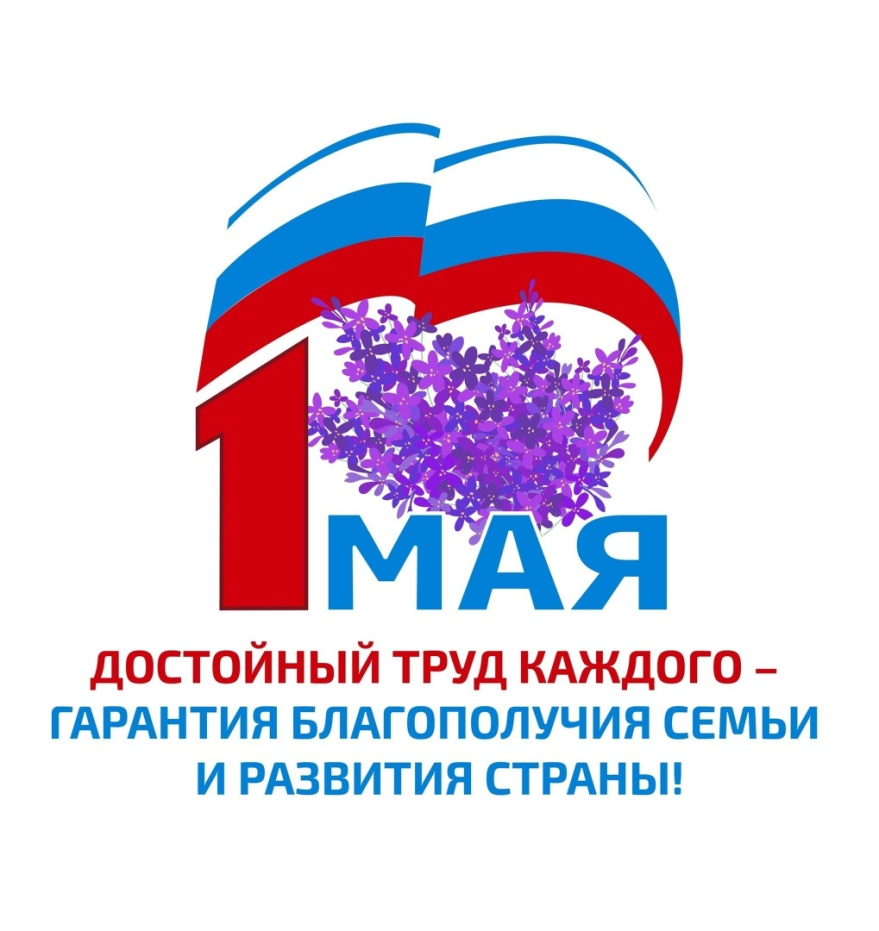 1 МАЯ
ДОСТОЙНЫЙ ТРУД КАЖДОГО –
ГАРАНТИЯ БЛАГОПОЛУЧИЯ СЕМЬИ
И РАЗВИТИЯ СТРАНЫ!